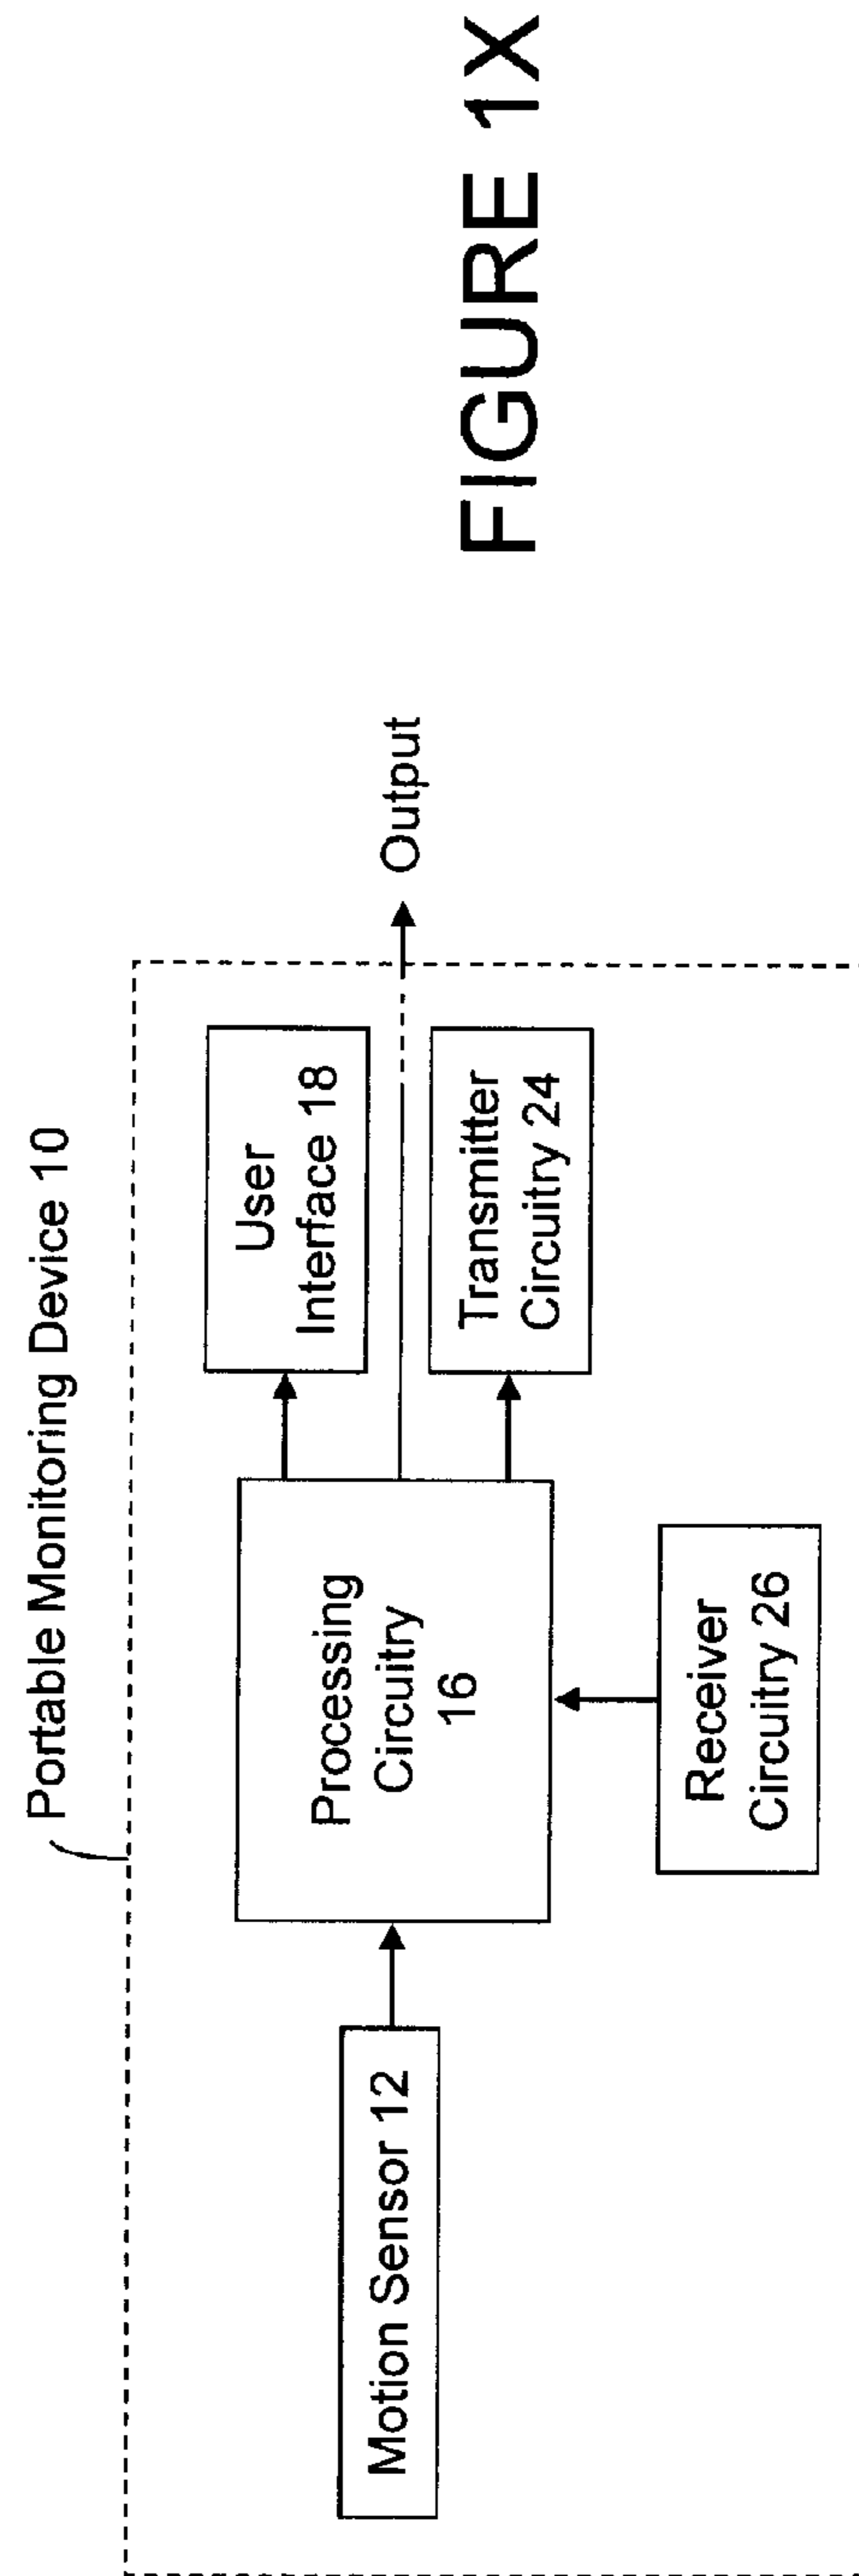 Portable Monitoring Device 10
Motion Sensor 12
Processing
Circuitry
16
User
Interface 18
Output
Transmitter
Circuitry 24
Receiver
Circuitry 26
FIGURE 1X